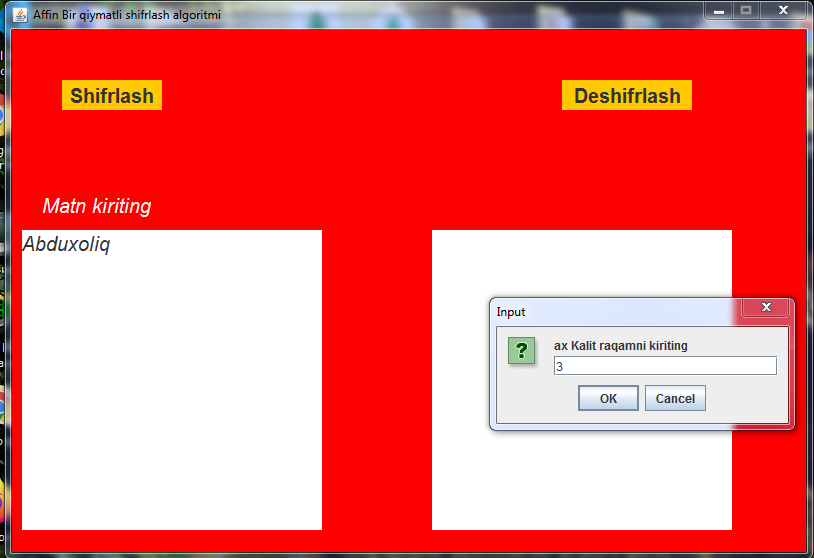 Affin Bir qiymatli shifrlash algoritmi
Shifrlash
Deshifrlash
Matn kiriting
Abduxoliq
Input
?
ax Kalit raqamni kiriting
3
OK
Cancel